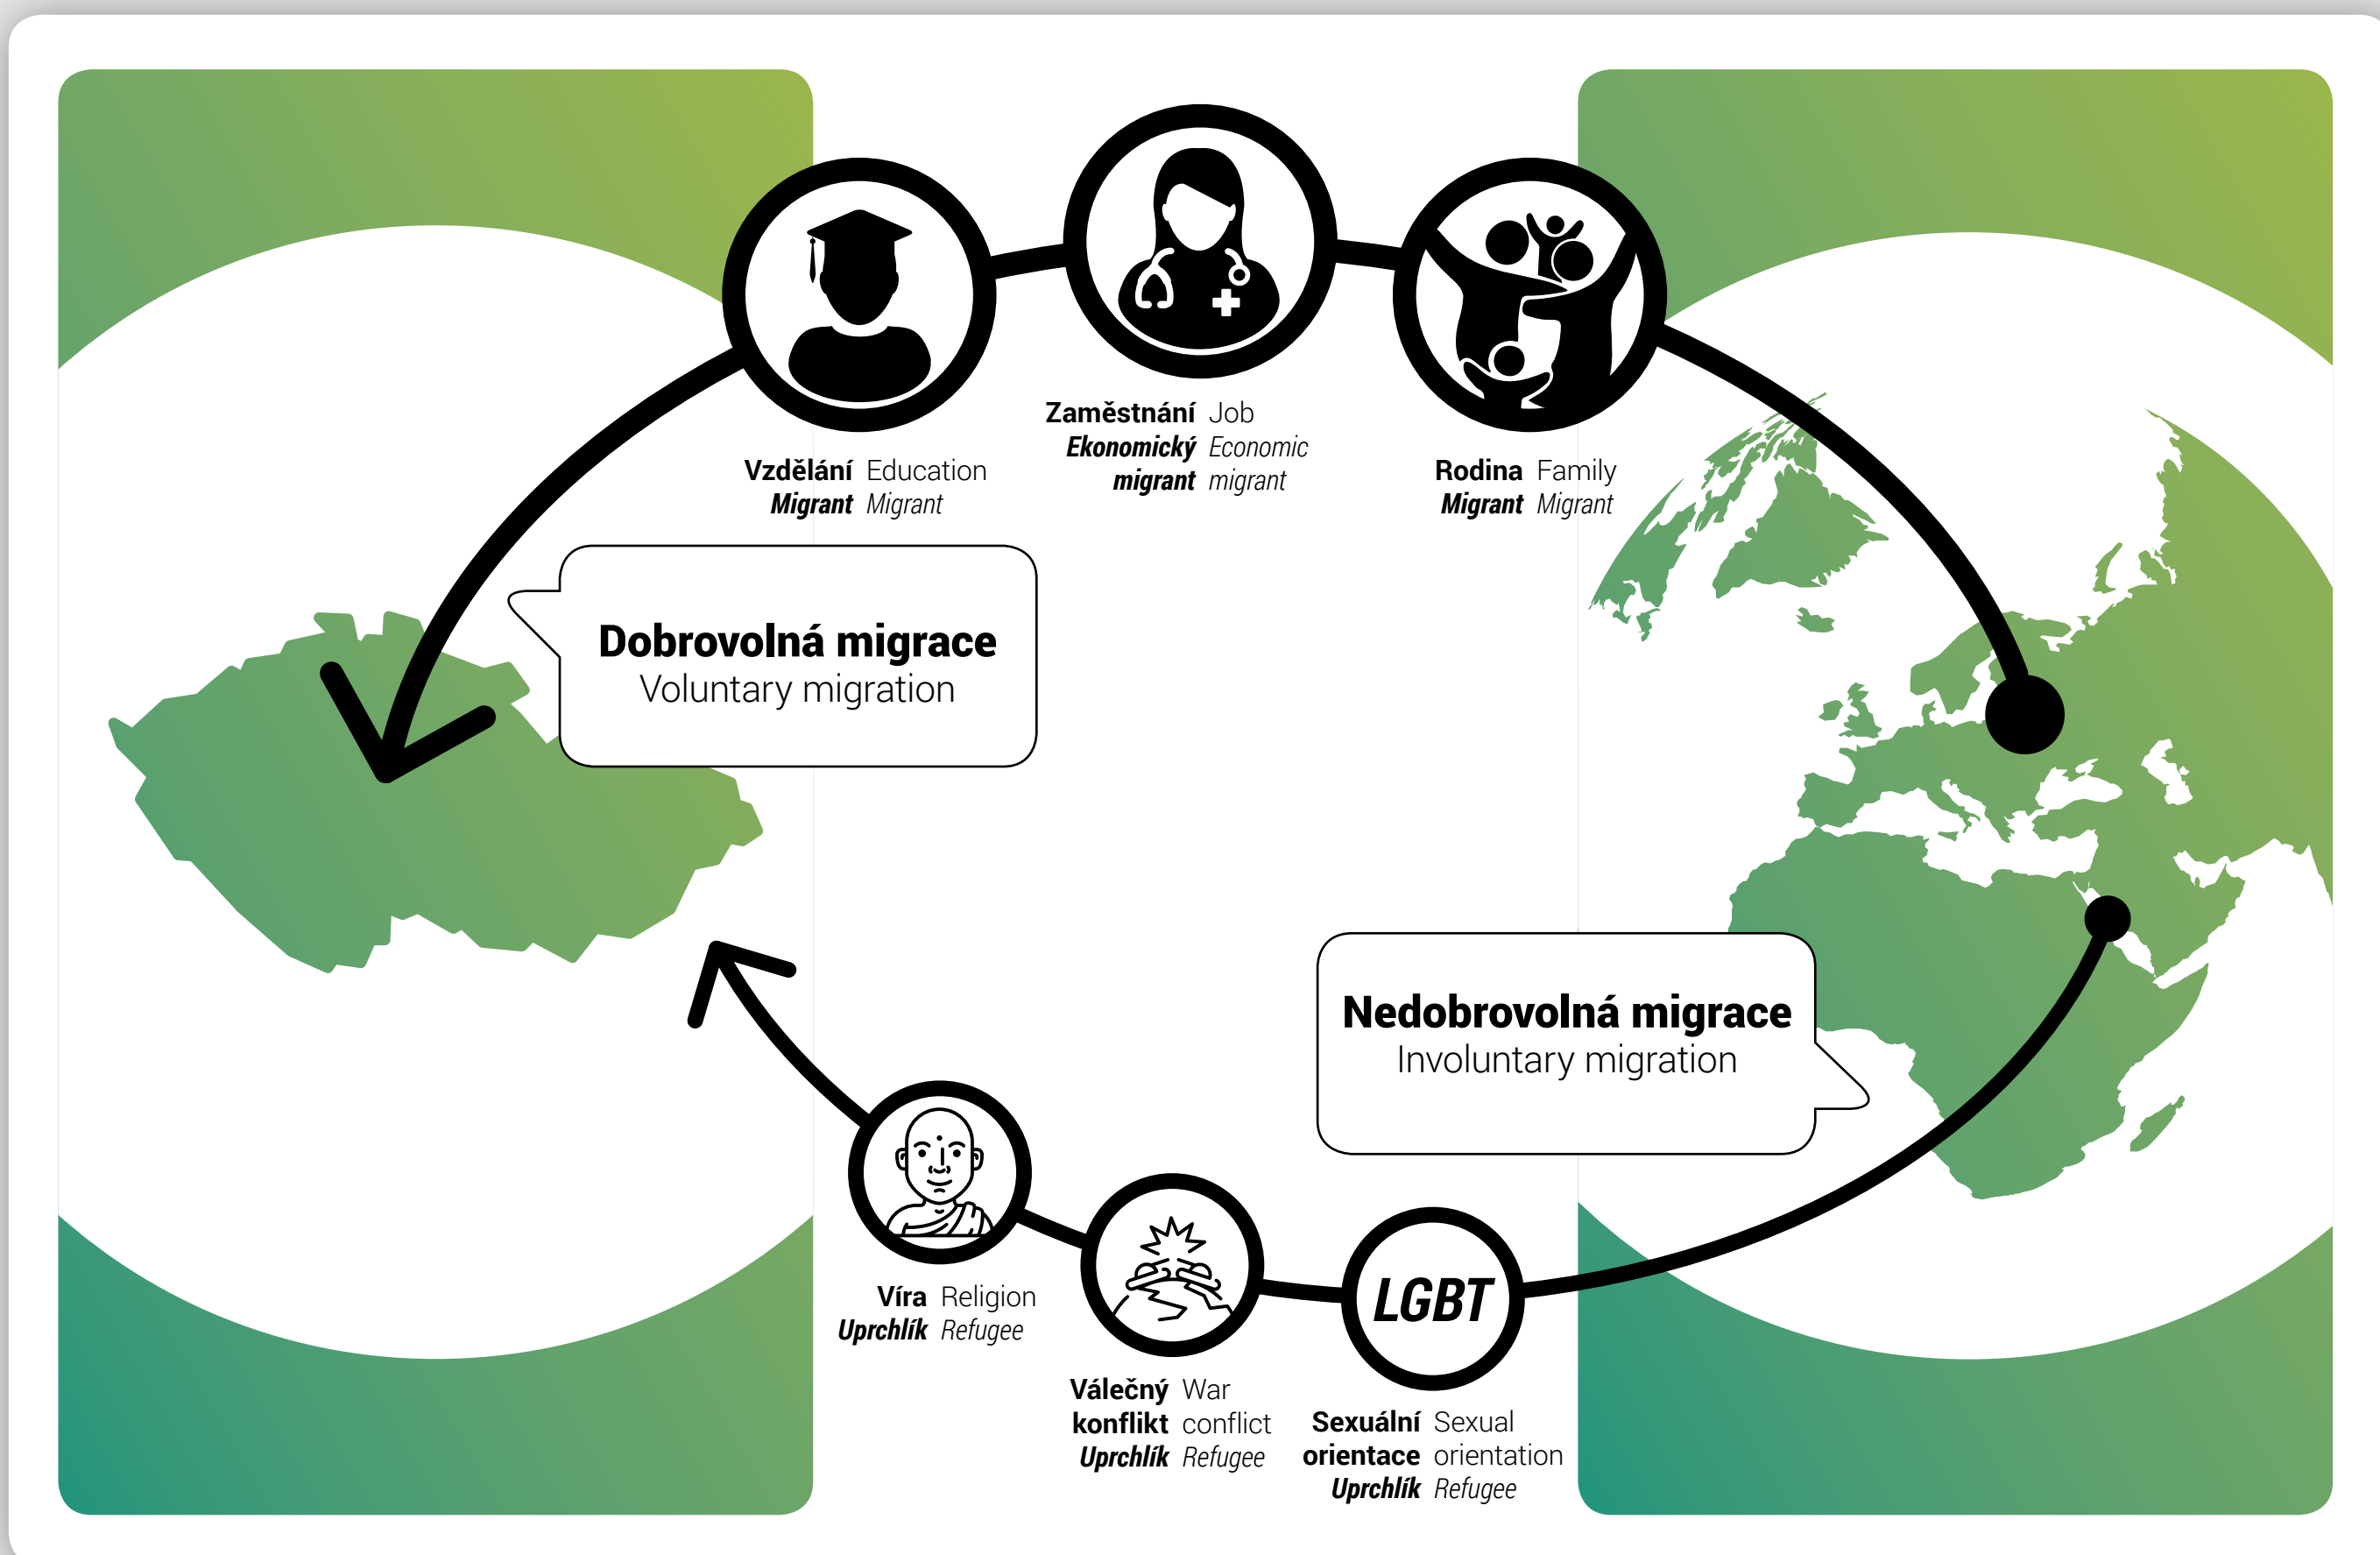 Vzdělání Education
Migrant Migrant
Zaměstnání Job
Ekonomický Economic
migrant migrant
Rodina Family
Migrant Migrant
Dobrovolná migrace
Voluntary migration
Nedobrovolná migrace
Involuntary migration
Víra Religion
Uprchlík Refugee
Válečný War
konflikt conflict
Uprchlík Refugee
LGBT
Sexuální Sexual
orientace orientation
Uprchlík Refugee